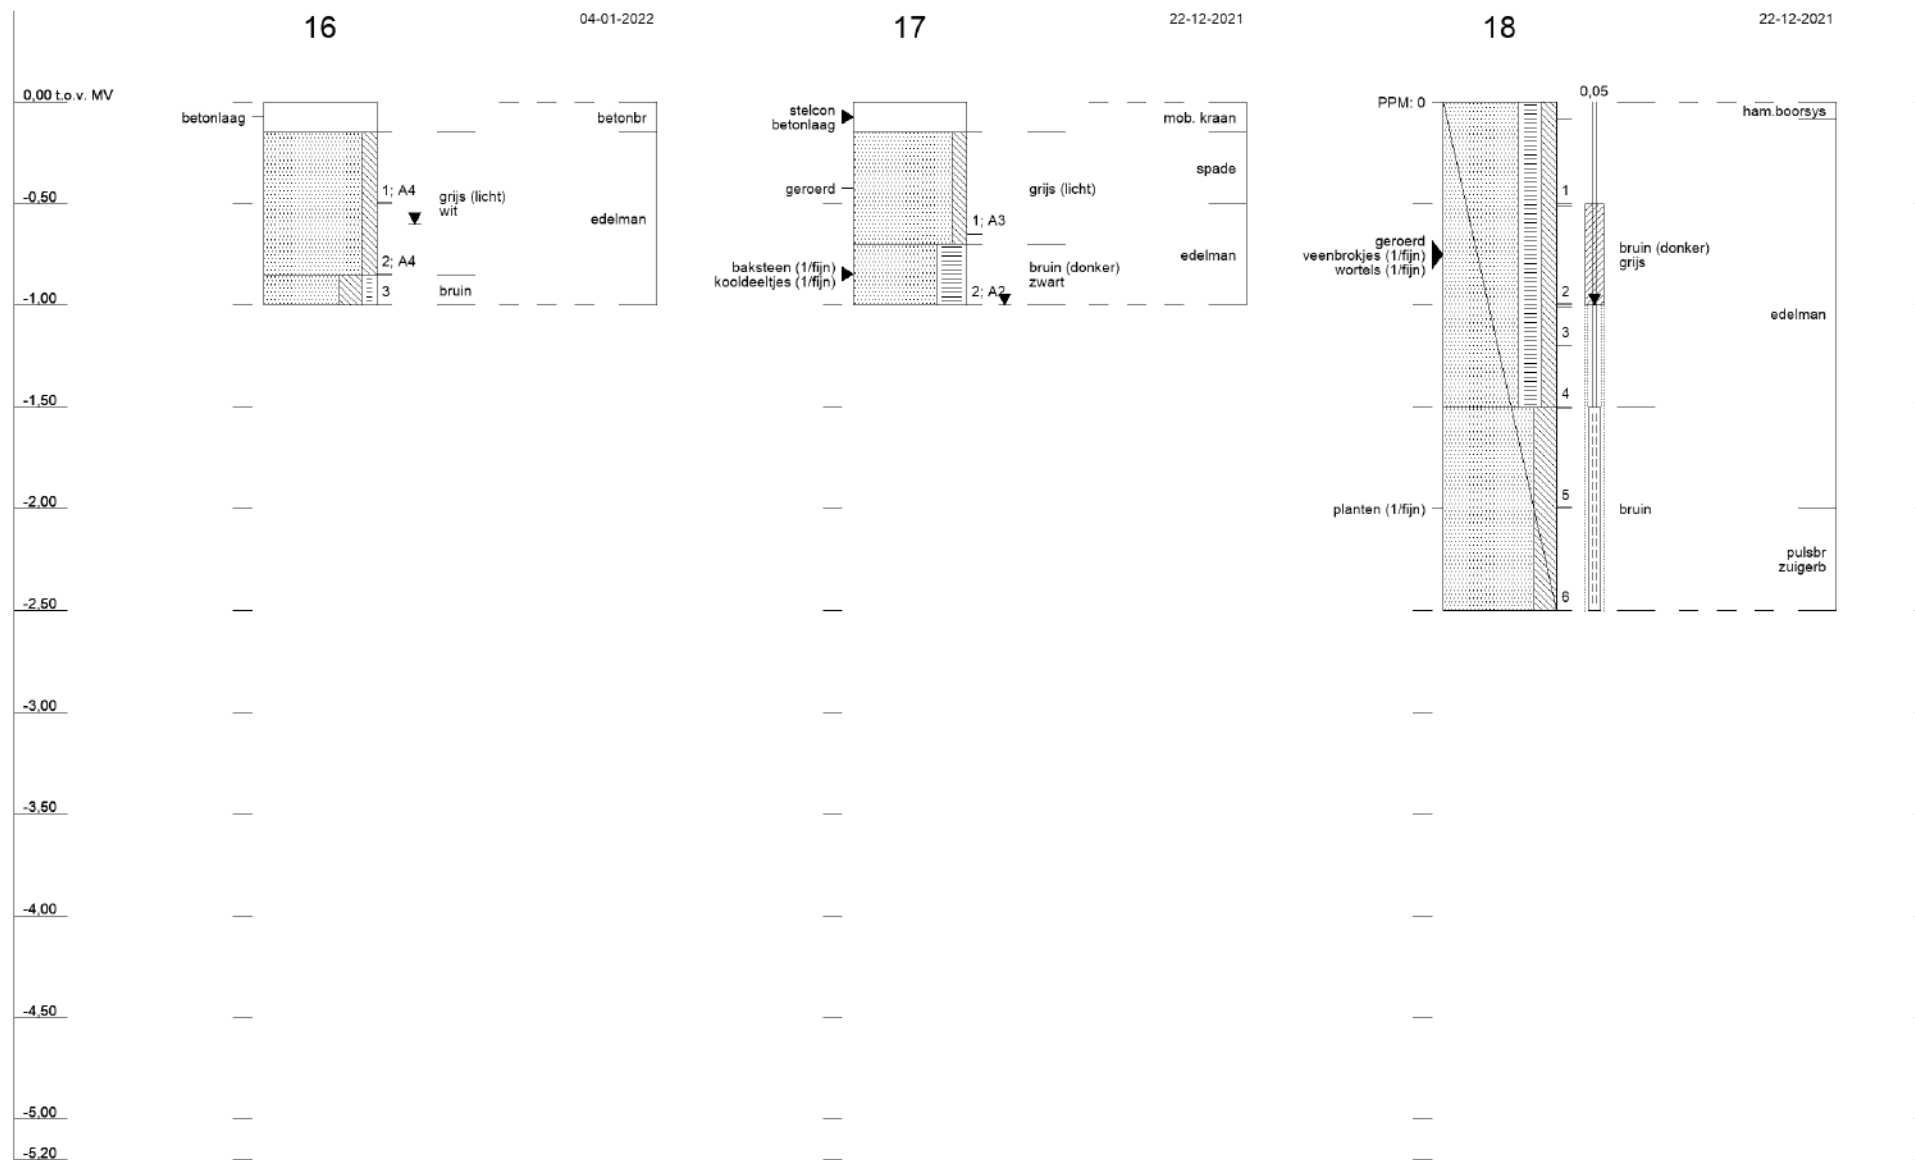 16
04-01-2022
17
22-12-2021
18
22-12-2021
0,00 t.o.v. MV
-0,50
-1,00
-1,50
-2,00
-2,50
-3,00
-3,50
-4,00
-4,50
-5,00
-5,20
betonlaag
1; A4
2; A4
3
grijs (licht)
wit
bruin
betonbr
edelman
stelcon
betonlaag
geroerd
baksteen (1/fijn)
kooldeeltjes (1/fijn)
1; A3
2; A2
grijs (licht)
bruin (donker)
zwart
mob. kraan
spade
edelman
PPM: 0
geroerd
veenbrokjes (1/fijn)
wortels (1/fijn)
planten (1/fijn)
1
2
3
4
5
6
0,05
bruin (donker)
grijs
bruin
ham.boorsys
edelman
pulsbr
zuigerb